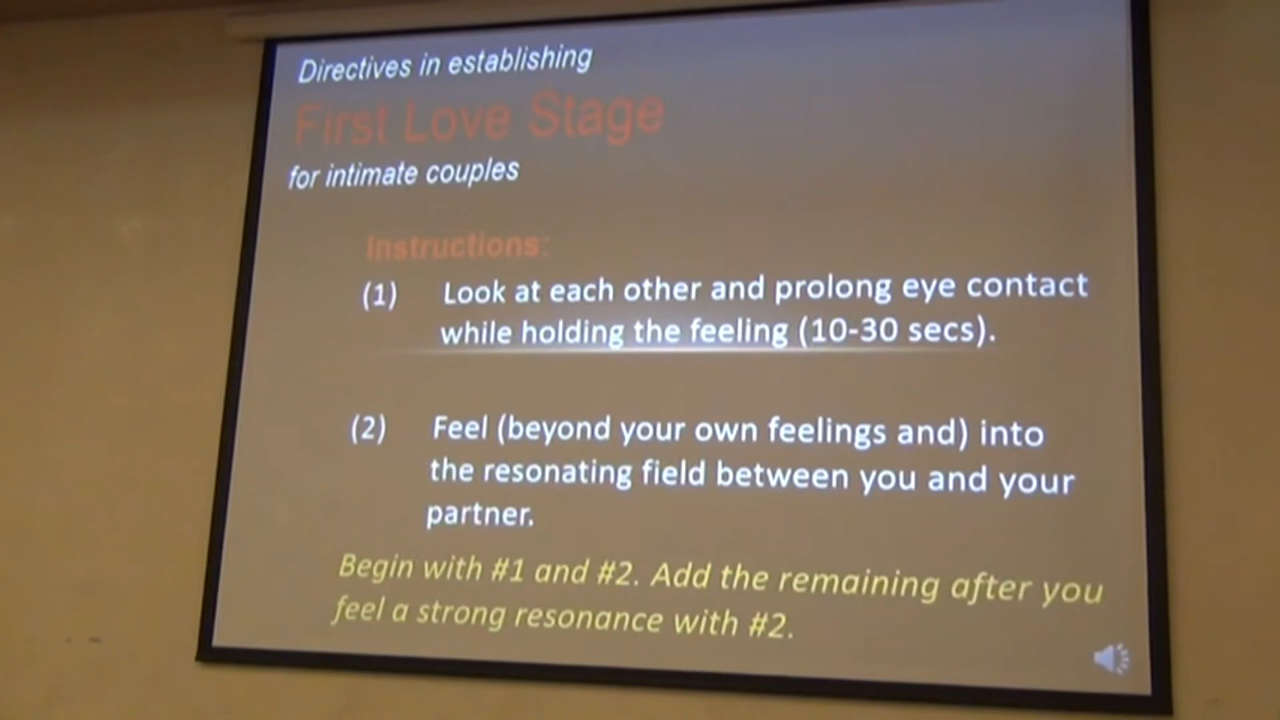 Directives in establishing
First Love Stage
for intimate couples
Instructions:
(1) Look at each other and prolong eye contact
while holding the feeling (10-30 secs).
(2) Feel (beyond your own feelings and) into
the resonating field between you and your
partner.
Begin with #1 and #2. Add the remaining after you
feel a strong resonance with #2.